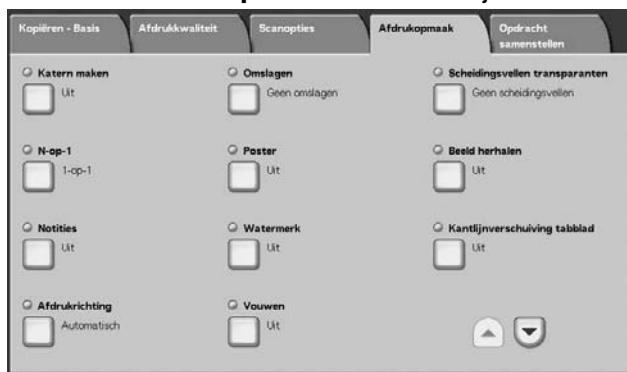 Kopiëren - Basis
Afdrukkwaliteit
Scanopties
Afdrukopmaak
Opdracht
samenstellen
Katern maken
Uit
Omslagen
Geen omslagen
Scheidingsvellen transparanten
Geen scheidingsvellen
N-op-1
1-op-1
Poster
Uit
Beeld herhalen
Uit
Notities
Uit
Watermerk
Uit
Kantlijnverschuiving tabblad
Uit
Afdrukrichting
Automatisch
Vouwen
Uit